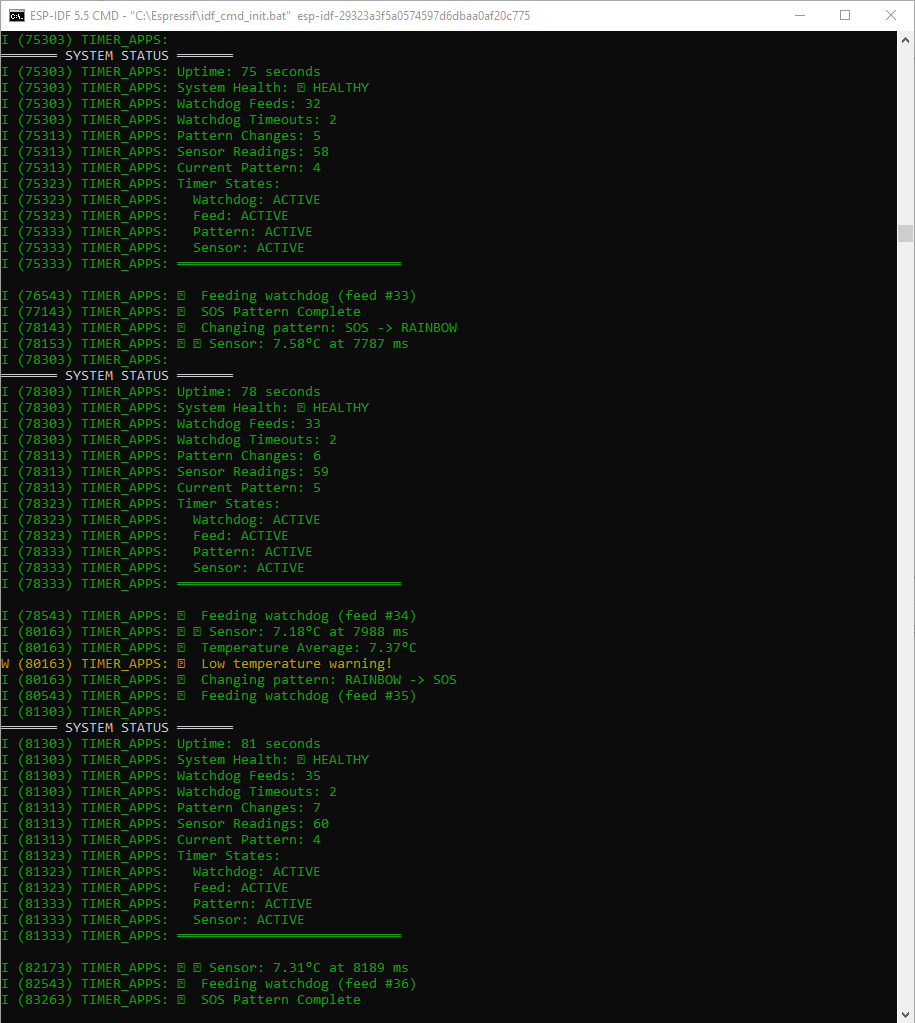 ESP-IDF 5.5 CMD - "C:\Espressif\idf_cmd_init.bat" esp-idf-29323a3f5a0574597d6dbaa0af20c775
I (75303) TIMER_APPS:
═══════ SYSTEM STATUS ═══════
I (75303) TIMER_APPS: Uptime: 75 seconds
I (75303) TIMER_APPS: System Health: HEALTHY
I (75303) TIMER_APPS: Watchdog Feeds: 32
I (75303) TIMER_APPS: Watchdog Timeouts: 2
I (75313) TIMER_APPS: Pattern Changes: 5
I (75313) TIMER_APPS: Sensor Readings: 58
I (75313) TIMER_APPS: Current Pattern: 4
I (75323) TIMER_APPS: Timer States:
I (75323) TIMER_APPS:   Watchdog: ACTIVE
I (75323) TIMER_APPS:   Feed: ACTIVE
I (75333) TIMER_APPS:   Pattern: ACTIVE
I (75333) TIMER_APPS:   Sensor: ACTIVE
I (75333) TIMER_APPS: ════════════════════════════
I (76543) TIMER_APPS: Feeding watchdog (feed #33)
I (77143) TIMER_APPS: SOS Pattern Complete
I (78143) TIMER_APPS: Changing pattern: SOS -> RAINBOW
I (78153) TIMER_APPS: Sensor: 7.58°C at 7787 ms
I (78303) TIMER_APPS:
═══════ SYSTEM STATUS ═══════
I (78303) TIMER_APPS: Uptime: 78 seconds
I (78303) TIMER_APPS: System Health: HEALTHY
I (78303) TIMER_APPS: Watchdog Feeds: 33
I (78303) TIMER_APPS: Watchdog Timeouts: 2
I (78313) TIMER_APPS: Pattern Changes: 6
I (78313) TIMER_APPS: Sensor Readings: 59
I (78313) TIMER_APPS: Current Pattern: 5
I (78323) TIMER_APPS: Timer States:
I (78323) TIMER_APPS:   Watchdog: ACTIVE
I (78323) TIMER_APPS:   Feed: ACTIVE
I (78333) TIMER_APPS:   Pattern: ACTIVE
I (78333) TIMER_APPS:   Sensor: ACTIVE
I (78333) TIMER_APPS: ════════════════════════════
I (78543) TIMER_APPS: Feeding watchdog (feed #34)
I (80163) TIMER_APPS: Sensor: 7.18°C at 7988 ms
I (80163) TIMER_APPS: Temperature Average: 7.37°C
W (80163) TIMER_APPS: Low temperature warning!
I (80163) TIMER_APPS: Changing pattern: RAINBOW -> SOS
I (80543) TIMER_APPS: Feeding watchdog (feed #35)
I (81303) TIMER_APPS:
═══════ SYSTEM STATUS ═══════
I (81303) TIMER_APPS: Uptime: 81 seconds
I (81303) TIMER_APPS: System Health: HEALTHY
I (81303) TIMER_APPS: Watchdog Feeds: 35
I (81303) TIMER_APPS: Watchdog Timeouts: 2
I (81313) TIMER_APPS: Pattern Changes: 7
I (81313) TIMER_APPS: Sensor Readings: 60
I (81313) TIMER_APPS: Current Pattern: 4
I (81323) TIMER_APPS: Timer States:
I (81323) TIMER_APPS:   Watchdog: ACTIVE
I (81323) TIMER_APPS:   Feed: ACTIVE
I (81333) TIMER_APPS:   Pattern: ACTIVE
I (81333) TIMER_APPS:   Sensor: ACTIVE
I (81333) TIMER_APPS: ════════════════════════════
I (82173) TIMER_APPS: Sensor: 7.31°C at 8189 ms
I (82543) TIMER_APPS: Feeding watchdog (feed #36)
I (83263) TIMER_APPS: SOS Pattern Complete